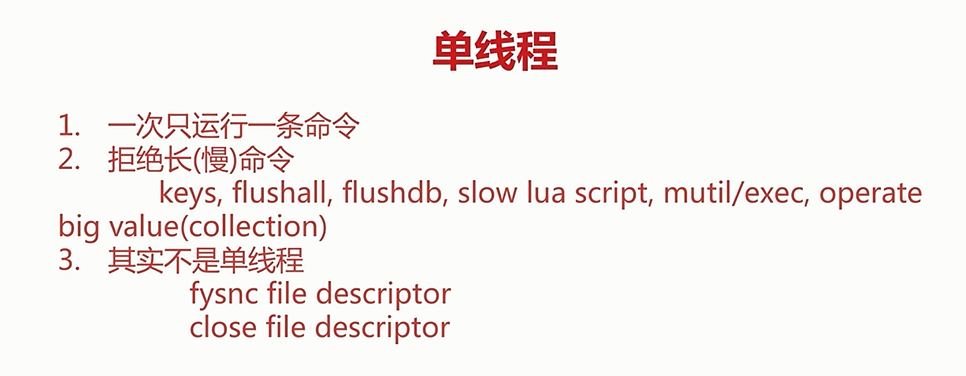 单线程
1. 一次只运行一条命令
2. 拒绝长(慢)命令
keys, flushall, flushdb, slow lua script, mutil/exec, operate
big value(collection)
3. 其实不是单线程
fysnc file descriptor
close file descriptor